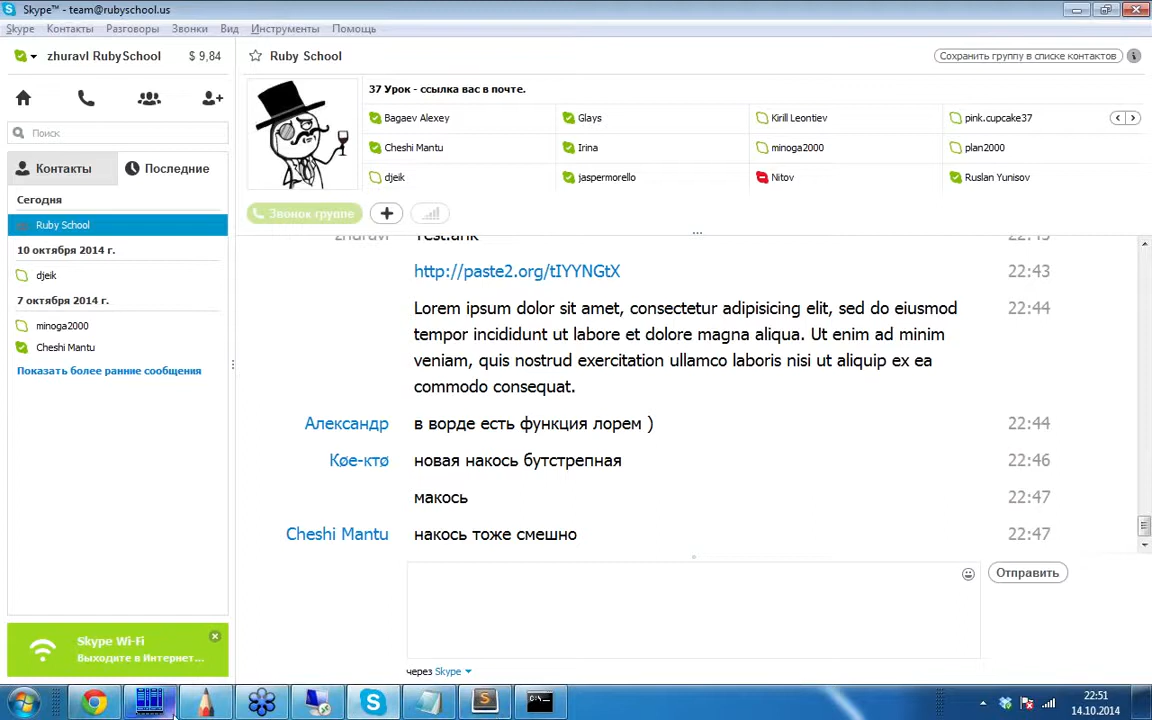 Skype™ - team@rubyschool.us
Skype Контакты Разговоры Звонки Вид Инструменты Помощь
zhuravl RubySchool $ 9,84
Ruby School
Сохранить группу в списке контактов
37 Урок - ссылка вас в почте.
Bagaev Alexey Glays Kirill Leontiev pink.cupcake37
Cheshi Mantu Irina minoga2000 plan2000
djeik jaspermorello Nitov Ruslan Yunisov
Звонок группе
Поиск
Контакты Последние
Сегодня
Ruby School
10 октября 2014 г.
djeik
7 октября 2014 г.
minoga2000
Cheshi Mantu
Показать более ранние сообщения
Skype Wi-Fi
Выходите в Интернет...
http://paste2.org/tIYYNGtX 22:43
Lorem ipsum dolor sit amet, consectetur adipisicing elit, sed do eiusmod 22:44
tempor incididunt ut labore et dolore magna aliqua. Ut enim ad minim
veniam, quis nostrud exercitation ullamco laboris nisi ut aliquip ex ea
commodo consequat.
Александр в ворде есть функция лорем ) 22:44
Køe-ктø новая накось бутстрепная 22:46
макось 22:47
Cheshi Mantu накось тоже смешно 22:47
Отправить
через Skype
22:51
14.10.2014